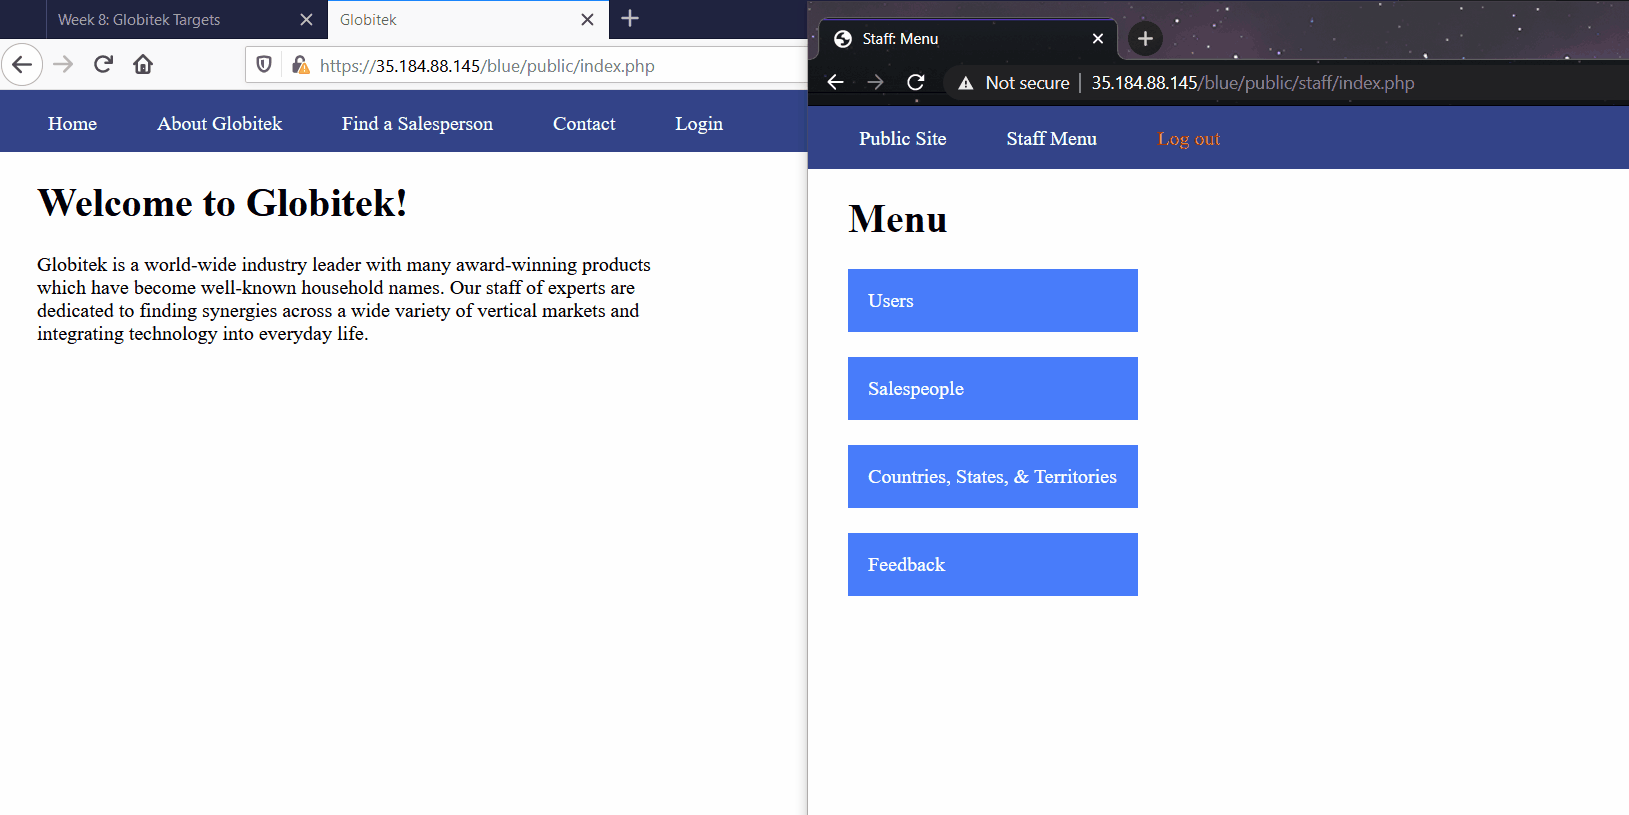 Week 8: Globitek Targets
Globitek
https://35.184.88.145/blue/public/index.php
Home
About Globitek
Find a Salesperson
Contact
Login
Welcome to Globitek!
Globitek is a world-wide industry leader with many award-winning products
which have become well-known household names. Our staff of experts are
dedicated to finding synergies across a wide variety of vertical markets and
integrating technology into everyday life.
Staff: Menu
Not secure | 35.184.88.145/blue/public/staff/index.php
Public Site
Staff Menu
Log out
Menu
Users
Salespeople
Countries, States, & Territories
Feedback